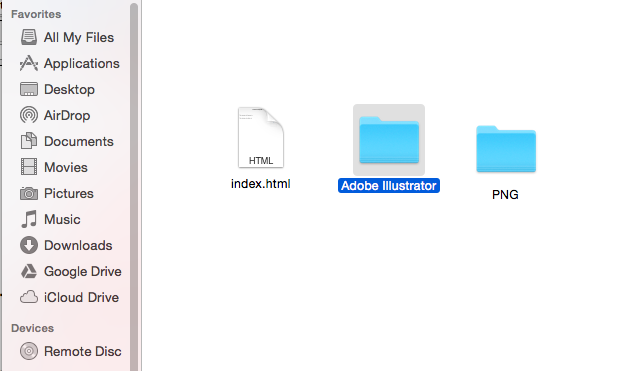 Favorites
All My Files
Applications
Desktop
AirDrop
Documents
Movies
Pictures
Music
Downloads
Google Drive
iCloud Drive
Devices
Remote Disc
HTML
index.html
Adobe Illustrator
PNG